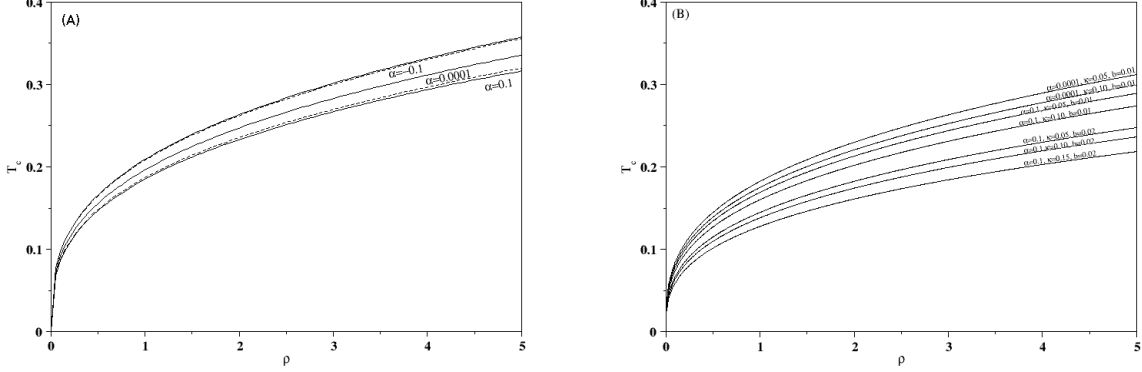 (A)
0.4
0.3
0.2
0.1
0
T_c
α=−0.1
α=0.0001
α=0.1
0 1 2 3 4 5
ρ
(B)
0.4
0.3
0.2
0.1
0
T_c
α=0.0001, κ=0.05, b=0.01
α=0.0001, κ=0.10, b=0.01
α=0.1, κ=0.05, b=0.01
α=0.1, κ=0.10, b=0.01
α=0.1, κ=0.05, b=0.02
α=0.1, κ=0.10, b=0.02
α=0.1, κ=0.15, b=0.02
0 1 2 3 4 5
ρ